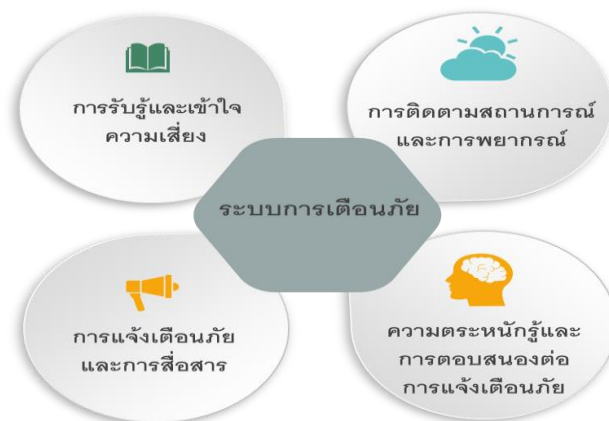 การรับรู้และเข้าใจ
ความเสี่ยง
การติดตามสถานการณ์
และการพยากรณ์
ระบบการเตือนภัย
การแจ้งเตือนภัย
และการสื่อสาร
ความตระหนักรู้และ
การตอบสนองต่อ
การแจ้งเตือนภัย